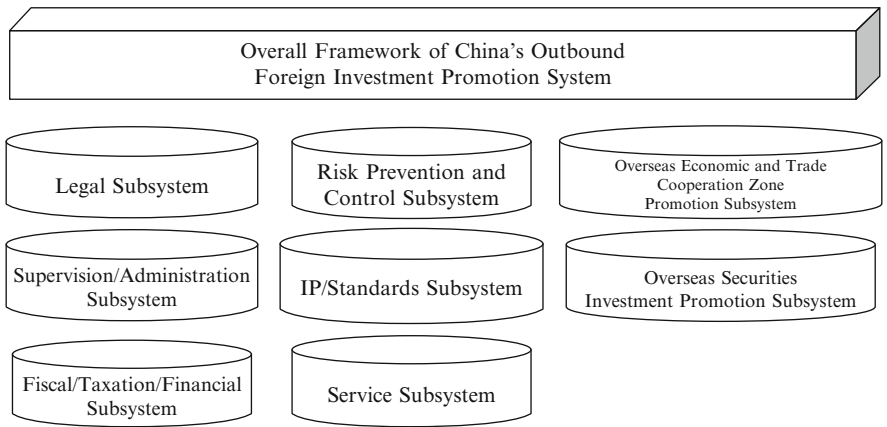 Overall Framework of China's Outbound
Foreign Investment Promotion System
Legal Subsystem
Risk Prevention and
Control Subsystem
Overseas Economic and Trade
Cooperation Zone
Promotion Subsystem
Supervision/Administration
Subsystem
IP/Standards Subsystem
Overseas Securities
Investment Promotion Subsystem
Fiscal/Taxation/Financial
Subsystem
Service Subsystem